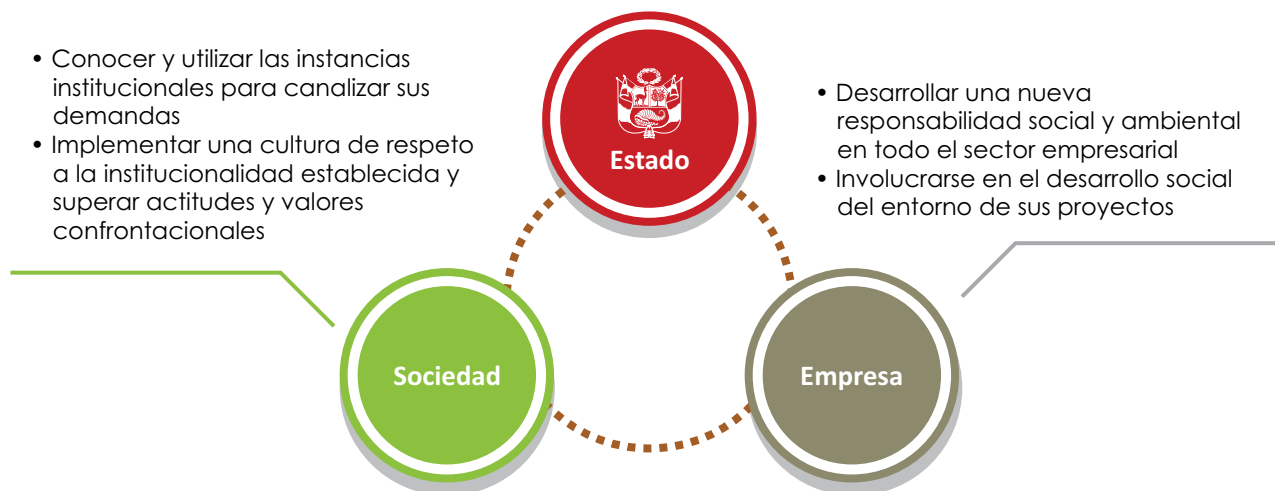 • Conocer y utilizar las instancias
institucionales para canalizar sus
demandas
• Implementar una cultura de respeto
a la institucionalidad establecida y
superar actitudes y valores
confrontacionales
Estado
• Desarrollar una nueva
responsabilidad social y ambiental
en todo el sector empresarial
• Involucrarse en el desarrollo social
del entorno de sus proyectos
Sociedad
Empresa